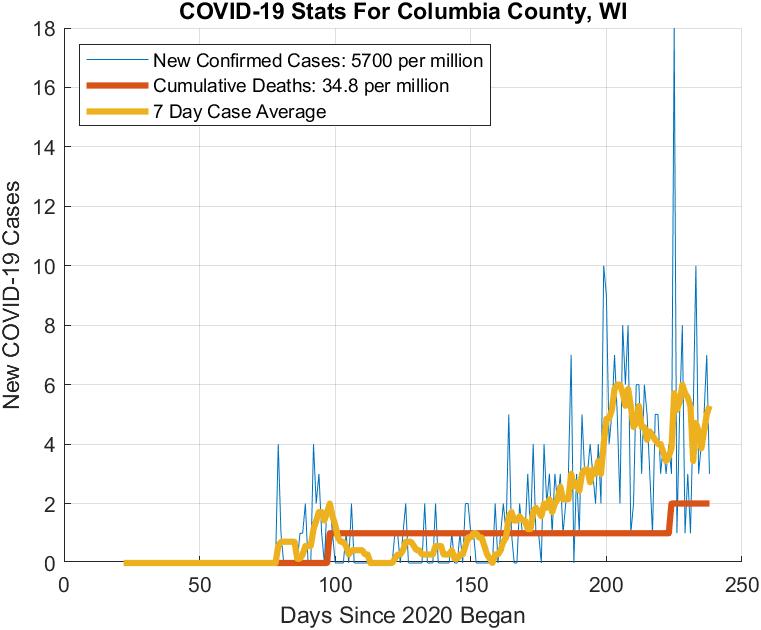 COVID-19 Stats For Columbia County, WI
New Confirmed Cases: 5700 per million
Cumulative Deaths: 34.8 per million
7 Day Case Average
New COVID-19 Cases
18
16
14
12
10
8
6
4
2
0
0 50 100 150 200 250
Days Since 2020 Began